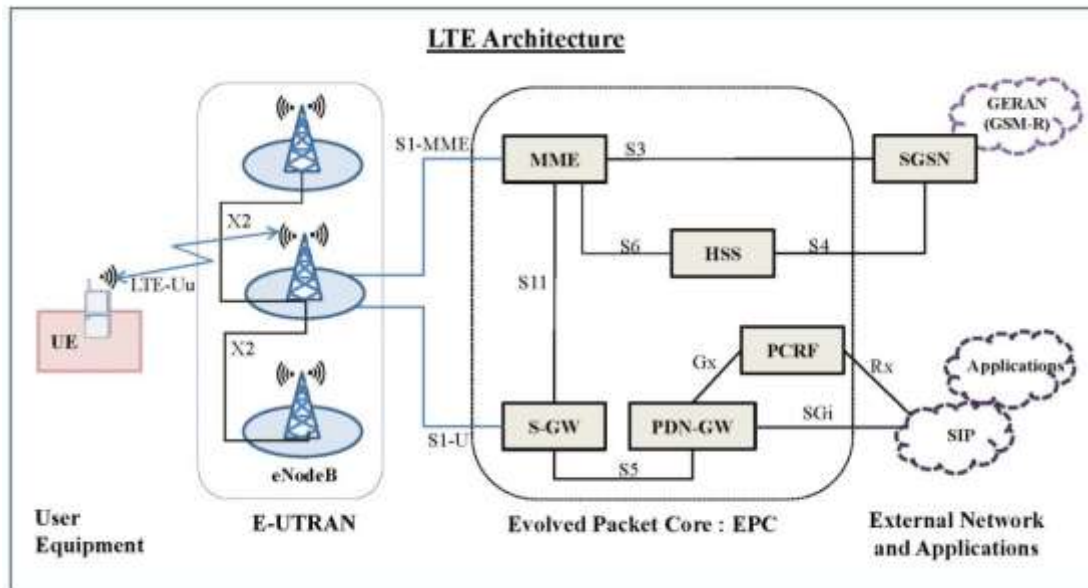 LTE Architecture
GERAN
(GSM-R)
S1-MME
MME
S3
SGSN
X2
S6
HSS
S4
LTE-Uu
S11
UE
X2
PCRF
Gx
Rx
Applications
S-GW
PDN-GW
SGi
SIP
S1-U
S5
eNodeB
User
Equipment
E-UTRAN
Evolved Packet Core : EPC
External Network
and Applications